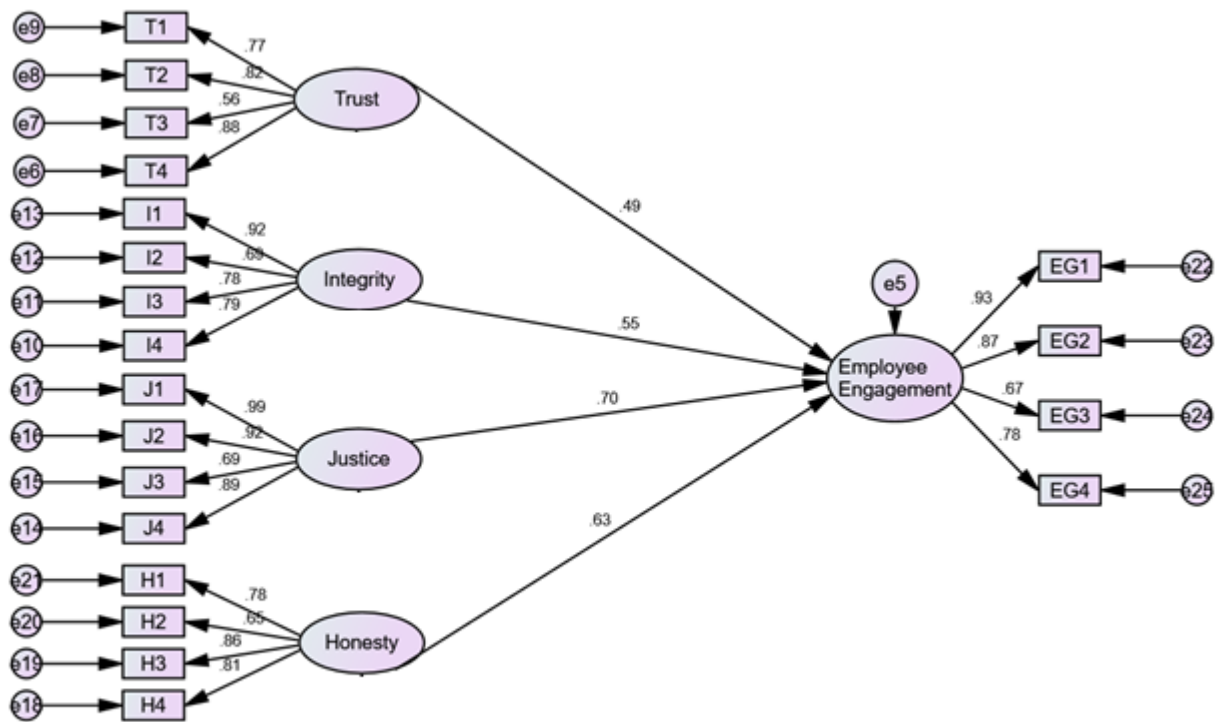 e9 T1 .77
e8 T2 .82
e7 T3 .56
e6 T4 .88
Trust .49
e13 I1 .92
e12 I2 .69
e11 I3 .78
e10 I4 .79
Integrity .55
e17 J1 .99
e16 J2 .92
e15 J3 .69
e14 J4 .89
Justice .70
e21 H1 .78
e20 H2 .65
e19 H3 .86
e18 H4 .81
Honesty .63
e5
Employee
Engagement
.93 EG1 e22
.87 EG2 e23
.67 EG3 e24
.78 EG4 e25